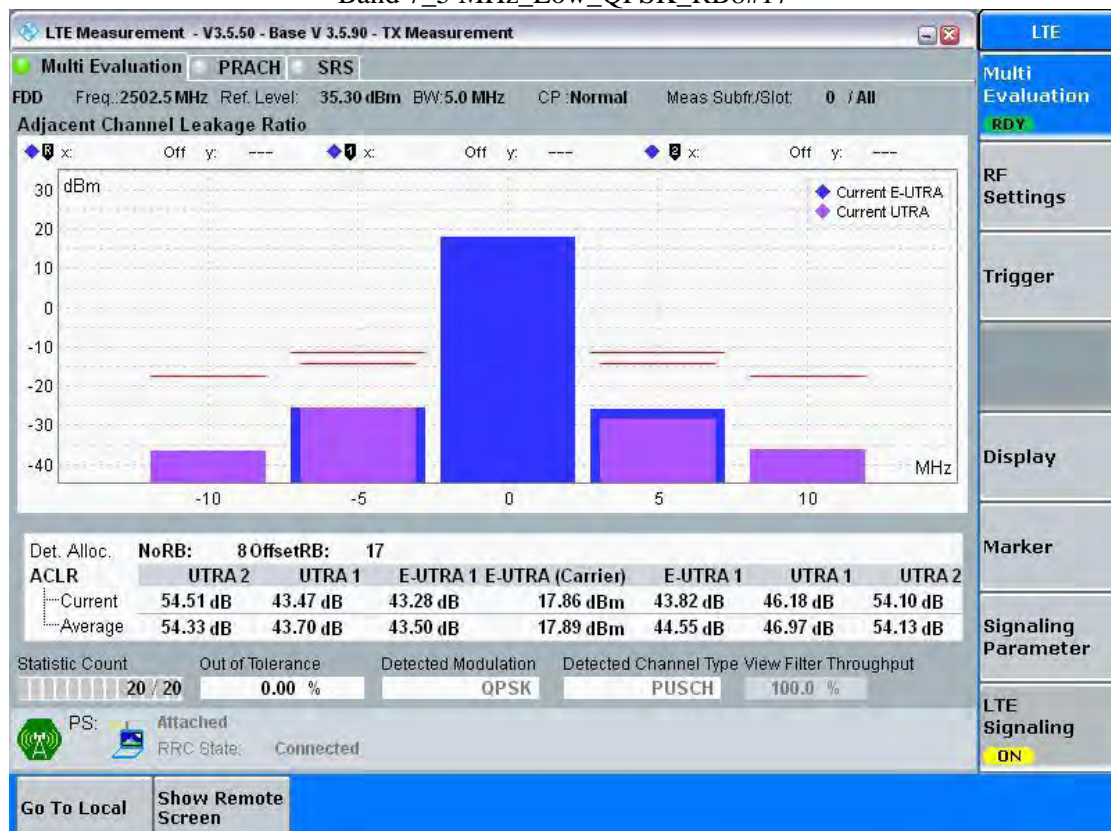 Band 7_5 MHz_Low_QPSK_RB8#17
LTE Measurement - V3.5.50 - Base V 3.5.90 - TX Measurement
Multi Evaluation PRACH SRS
FDD Freq.:2502.5 MHz Ref. Level: 35.30 dBm BW:5.0 MHz CP :Normal Meas Subfr./Slot: 0 / All
Adjacent Channel Leakage Ratio
R x: Off y: --- 1 x: Off y: --- 2 x: Off y: ---
dBm
Current E-UTRA
Current UTRA
30
20
10
0
-10
-20
-30
-40
MHz
-10 -5 0 5 10
Det. Alloc. NoRB: 8 OffsetRB: 17
ACLR UTRA 2 UTRA 1 E-UTRA 1 E-UTRA (Carrier) E-UTRA 1 UTRA 1 UTRA 2
Current 54.51 dB 43.47 dB 43.28 dB 17.86 dBm 43.82 dB 46.18 dB 54.10 dB
Average 54.33 dB 43.70 dB 43.50 dB 17.89 dBm 44.55 dB 46.97 dB 54.13 dB
Statistic Count Out of Tolerance Detected Modulation Detected Channel Type View Filter Throughput
20 / 20 0.00 % QPSK PUSCH 100.0 %
PS: Attached
RRC State: Connected
Go To Local
Show Remote
Screen
LTE
Multi
Evaluation
RDY
RF
Settings
Trigger
Display
Marker
Signaling
Parameter
LTE
Signaling
ON